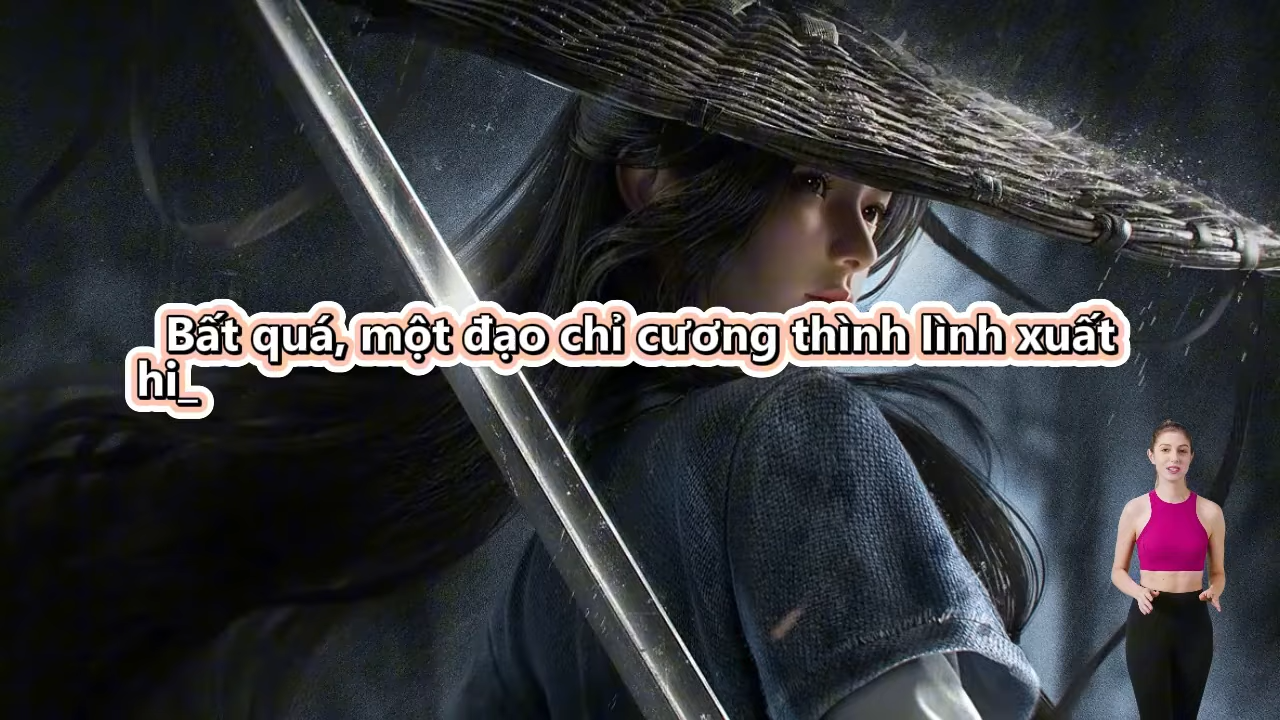 Bất quá, một đạo chỉ cương thình lình xuất
hi_